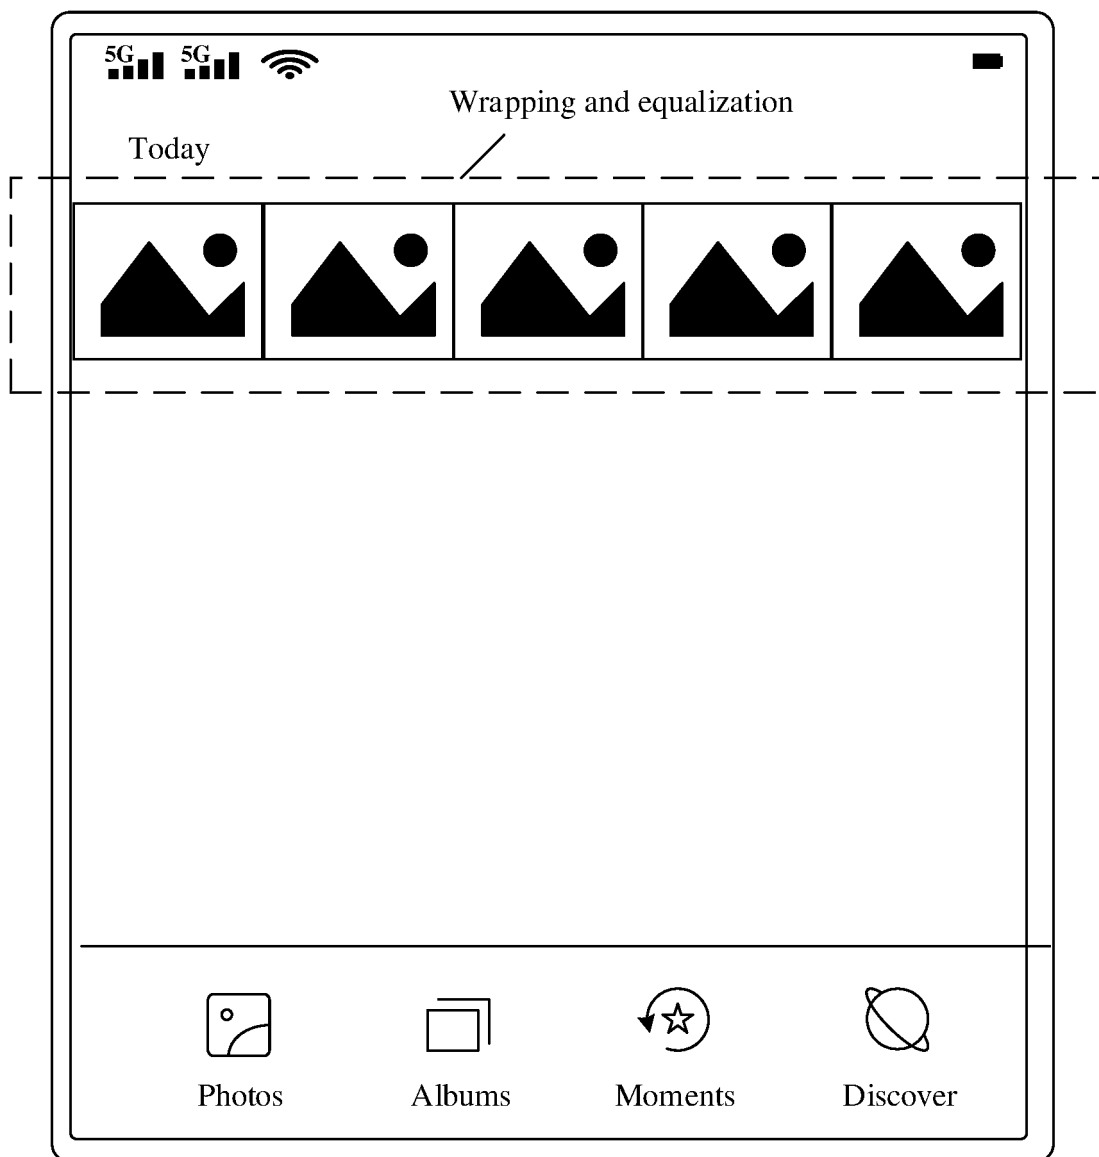 5G 5G
Wrapping and equalization
Today
Photos Albums Moments Discover